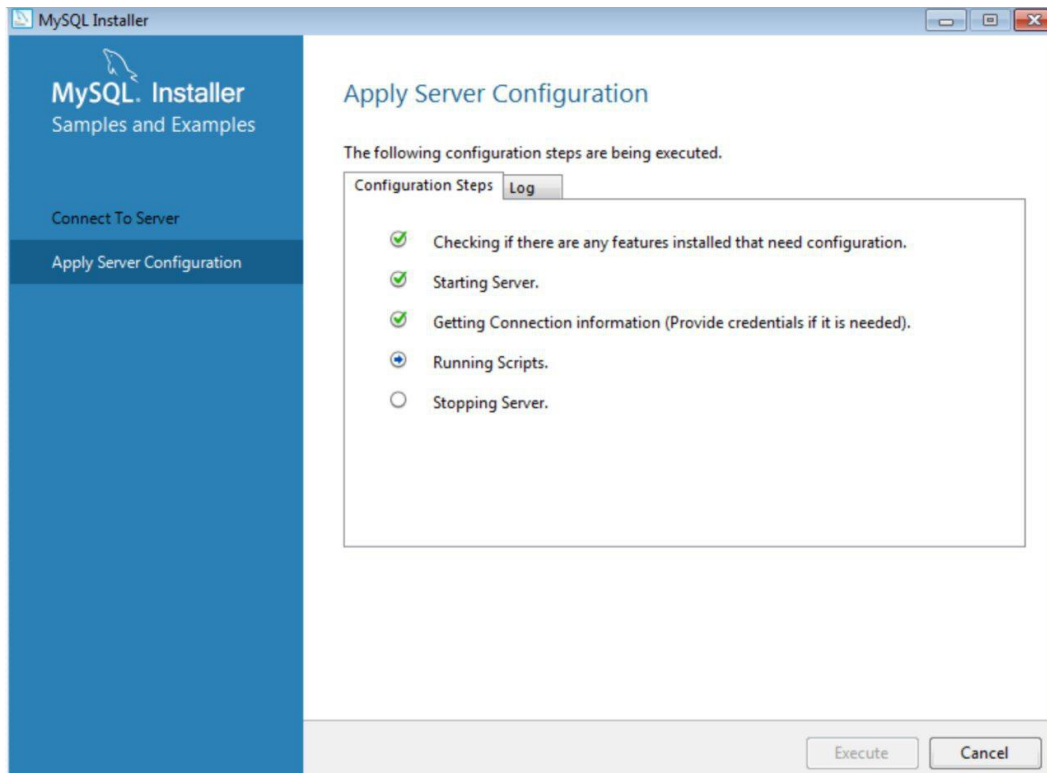 MySQL Installer
MySQL. Installer
Samples and Examples
Connect To Server
Apply Server Configuration
Apply Server Configuration
The following configuration steps are being executed.
Configuration Steps Log
Checking if there are any features installed that need configuration.
Starting Server.
Getting Connection information (Provide credentials if it is needed).
Running Scripts.
Stopping Server.
Execute Cancel